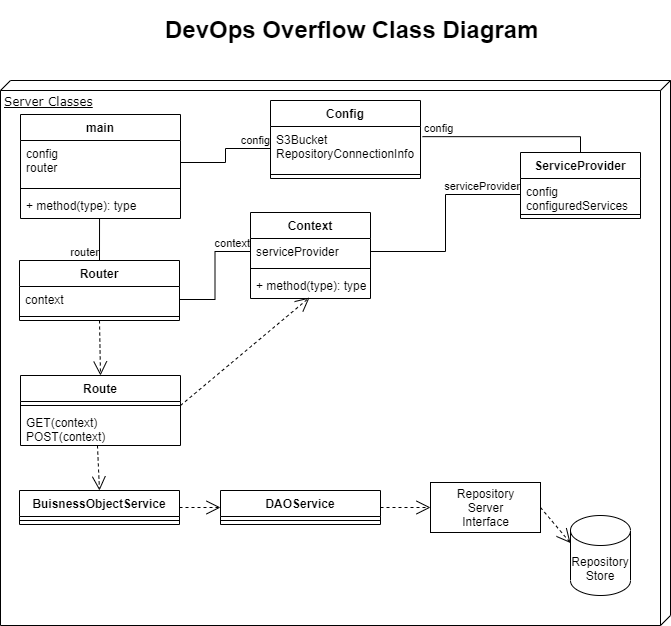 DevOps Overflow Class Diagram
Server Classes
main
config
router
+ method(type): type
config
Config
S3Bucket
RepositoryConnectionInfo
config
ServiceProvider
config
configuredServices
serviceProvider
Context
serviceProvider
+ method(type): type
context
router
Router
context
Route
GET(context)
POST(context)
BuisnessObjectService
DAOService
Repository
Server
Interface
Repository
Store